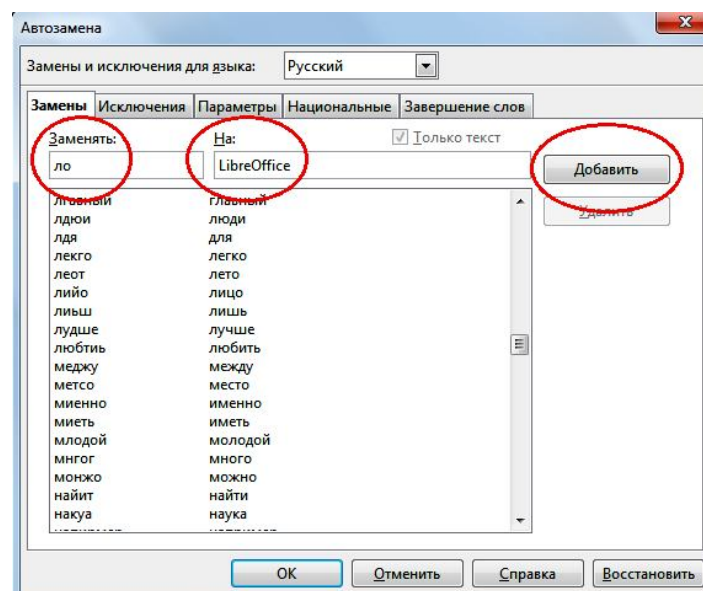 Автозамена
Замены и исключения для языка: Русский
Замены Исключения Параметры Национальные Завершение слов
Заменять: На: Только текст
ло LibreOffice Добавить
лгавный главный
Удалить
лдюи люди
лдя для
лекго легко
леот лето
лийо лицо
лиьш лишь
лудше лучше
любтиь любить
меджу между
метсо место
миенно именно
миеть иметь
млодой молодой
мнгог много
монжо можно
найит найти
накуа наука
ОК Отменить Справка Восстановить